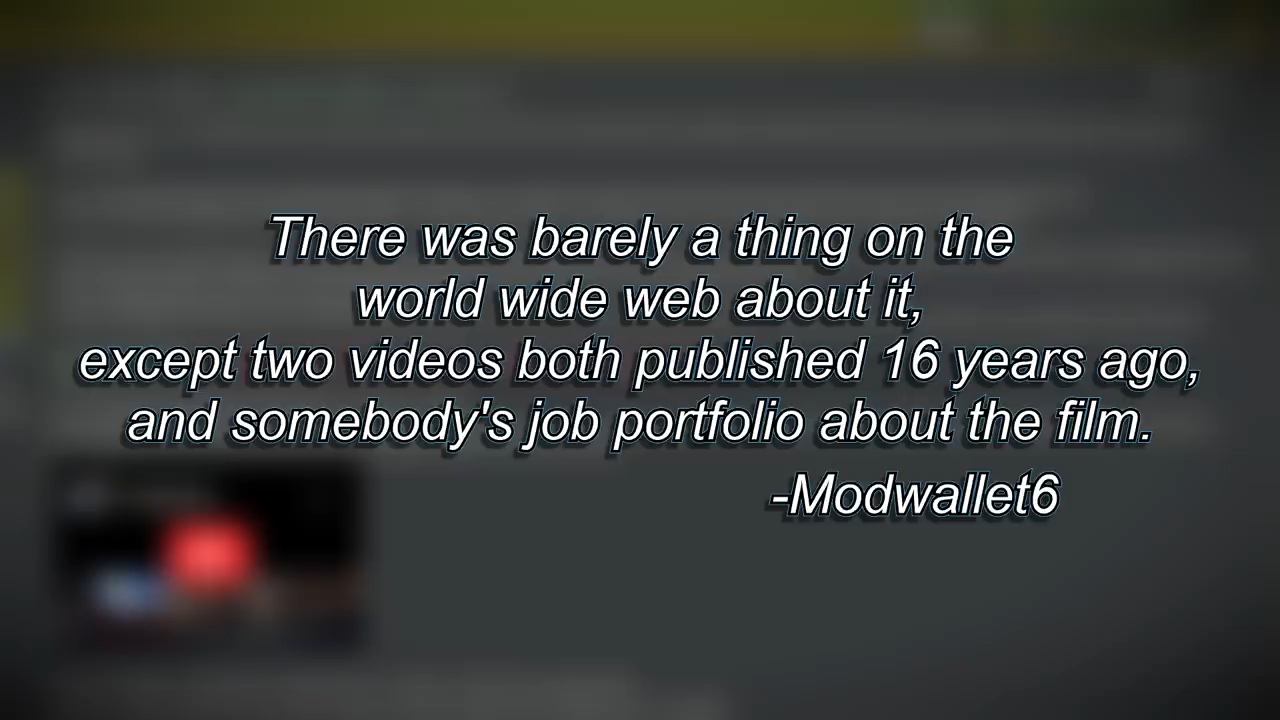 There was barely a thing on the
world wide web about it,
except two videos both published 16 years ago,
and somebody's job portfolio about the film.
-Modwallet6